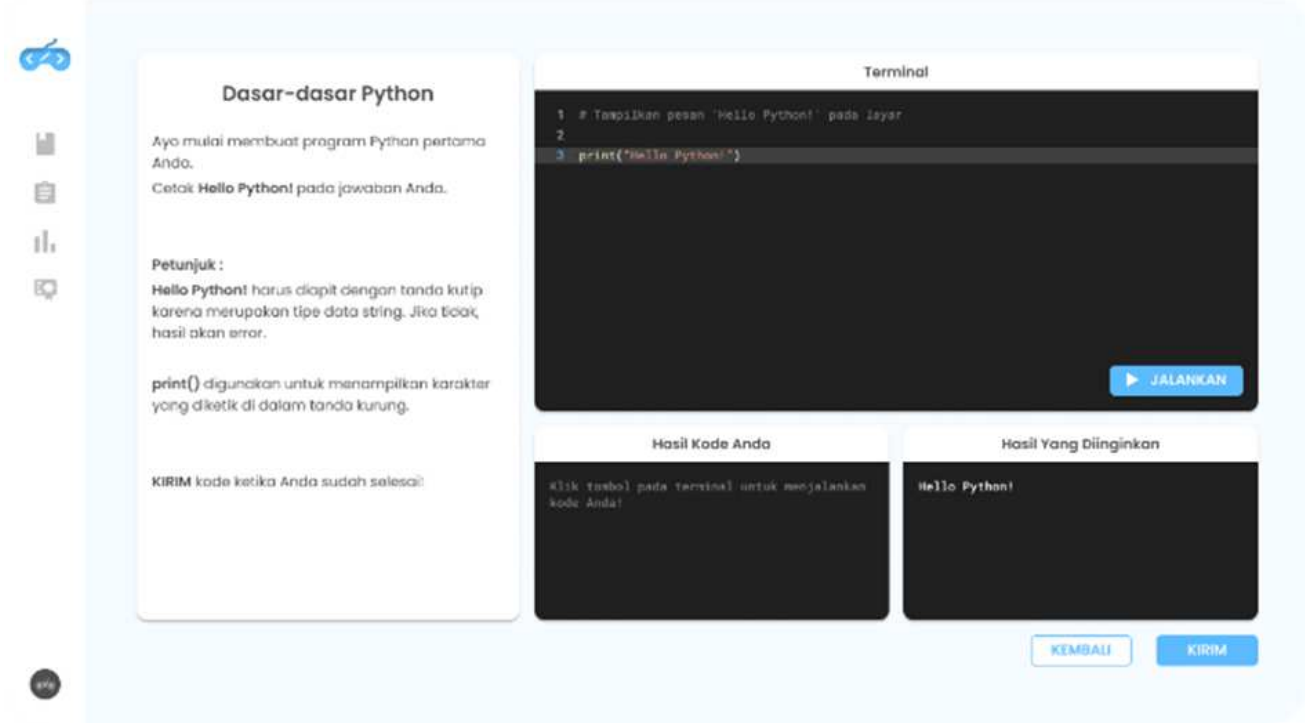 Dasar-dasar Python
Ayo mulai membuat program Python pertama
Anda.
Cetak Hello Python! pada jawaban Anda.
Petunjuk :
Hello Python! harus diapit dengan tanda kutip
karena merupakan tipe data string. Jika tidak,
hasil akan error.
print() digunakan untuk menampilkan karakter
yang diketik di dalam tanda kurung.
KIRIM kode ketika Anda sudah selesai!
Terminal
1 # Tampilkan pesan 'Hello Python!' pada layar
2
3 print("Hello Python!")
JALANKAN
Hasil Kode Anda
Klik tombol pada terminal untuk menjalankan
kode Anda!
Hasil Yang Diinginkan
Hello Python!
KEMBALI
KIRIM